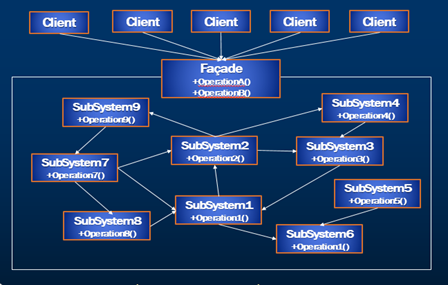 Client
Client
Client
Client
Client
Façade
+OperationA()
+OperationB()
SubSystem9
+Operation9()
SubSystem4
+Operation4()
SubSystem2
+Operation2()
SubSystem3
+Operation3()
SubSystem7
+Operation7()
SubSystem5
+Operation5()
SubSystem1
+Operation1()
SubSystem8
+Operation8()
SubSystem6
+Operation1()